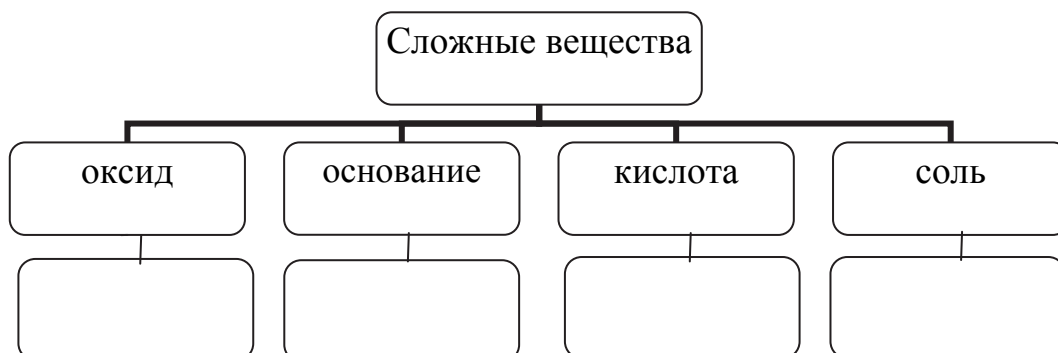 Сложные вещества
оксид
основание
кислота
соль